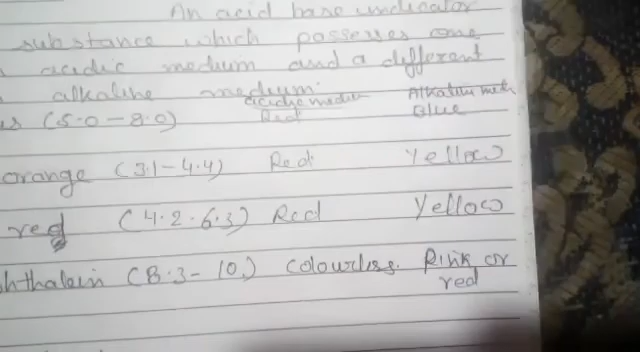 An acid base indicator
substance which possesses one
acidic medium and a different
alkaline medium.
acidic medium Alkaline med
(5.0-8.0) Red Blue
orange (3.1-4.4) Red Yellow
red (4.2-6.3) Red Yellow
hthalein (8.3-10.) Colourless. Pink or
red